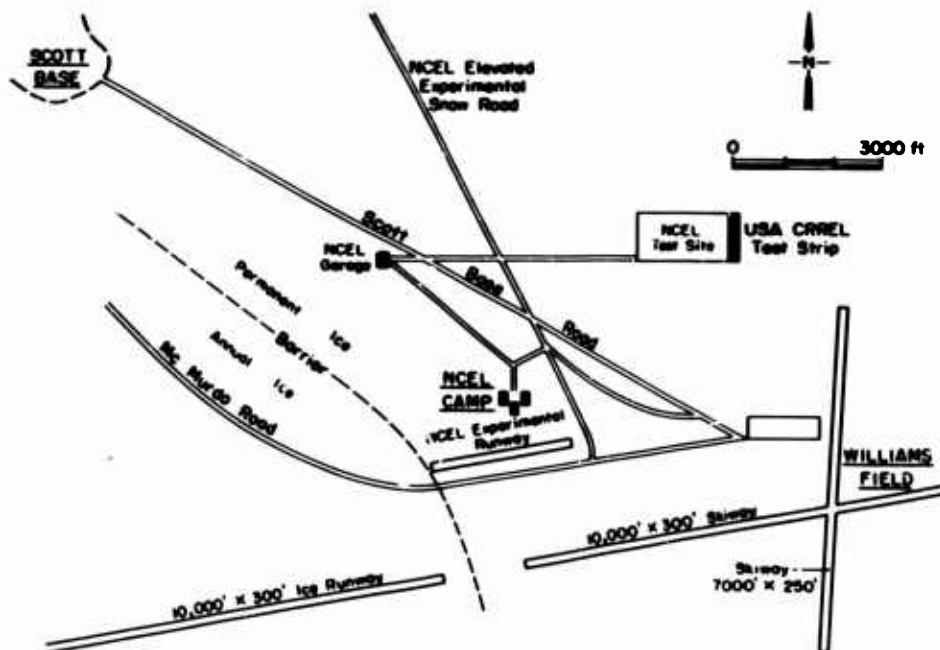 SCOTT
BASE
NCEL Elevated
Experimental
Snow Road
N
0 3000 ft
Scott Base Road
NCEL
Garage
NCEL
Test Site
USA CRREL
Test Strip
Permanent Ice
Barrier
Annual Ice
Mc Murdo Road
NCEL
CAMP
NCEL Experimental
Runway
WILLIAMS
FIELD
10,000' x 300' Skiway
Skiway
7000' x 250'
10,000' x 300' Ice Runway